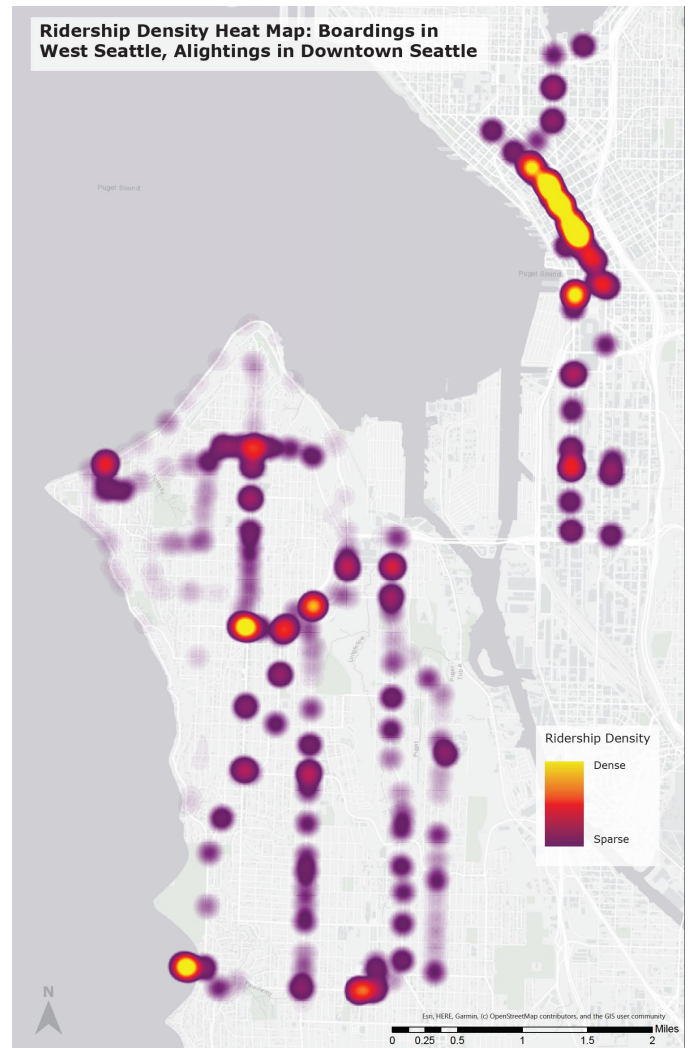 Ridership Density Heat Map: Boardings in
West Seattle, Alightings in Downtown Seattle
Puget Sound
Puget Sound
Longfellow
Puget
Ridership Density
Dense
Sparse
N
Esri, HERE, Garmin, (c) OpenStreetMap contributors, and the GIS user community
Miles
0 0.25 0.5 1 1.5 2